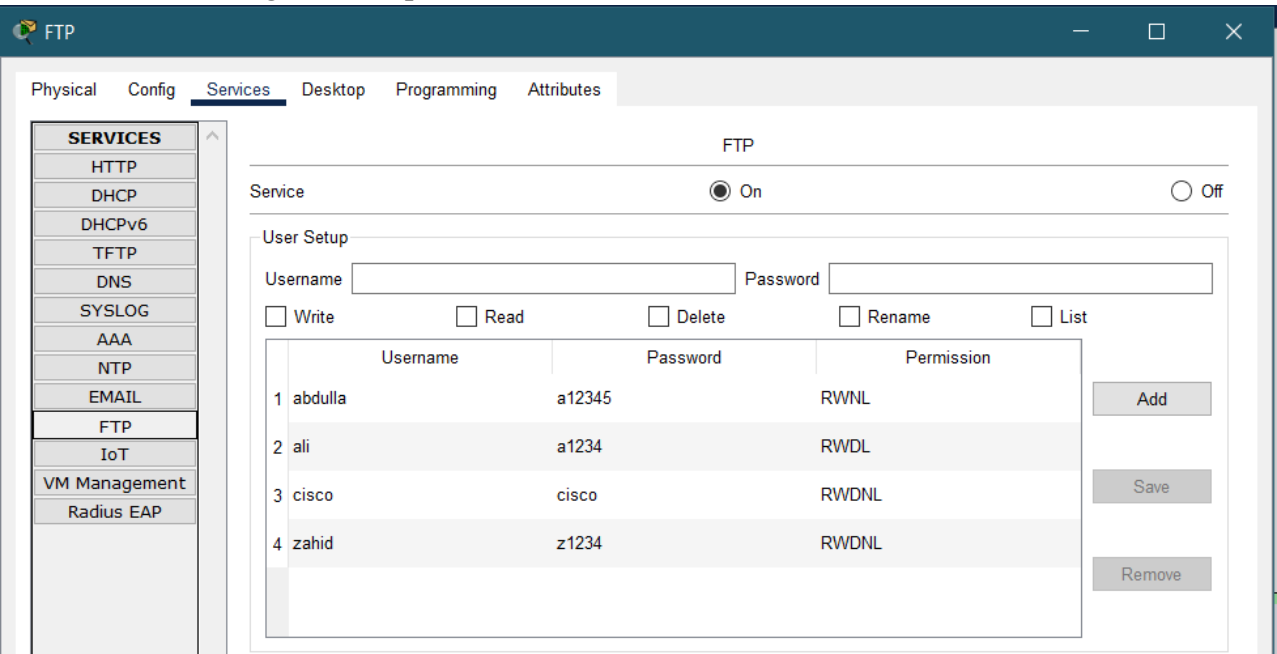 FTP
Physical Config Services Desktop Programming Attributes
SERVICES
HTTP
DHCP
DHCPv6
TFTP
DNS
SYSLOG
AAA
NTP
EMAIL
FTP
IoT
VM Management
Radius EAP
FTP
Service On Off
User Setup
Username Password
Write Read Delete Rename List
Username Password Permission
1 abdulla a12345 RWNL
2 ali a1234 RWDL
3 cisco cisco RWDNL
4 zahid z1234 RWDNL
Add
Save
Remove